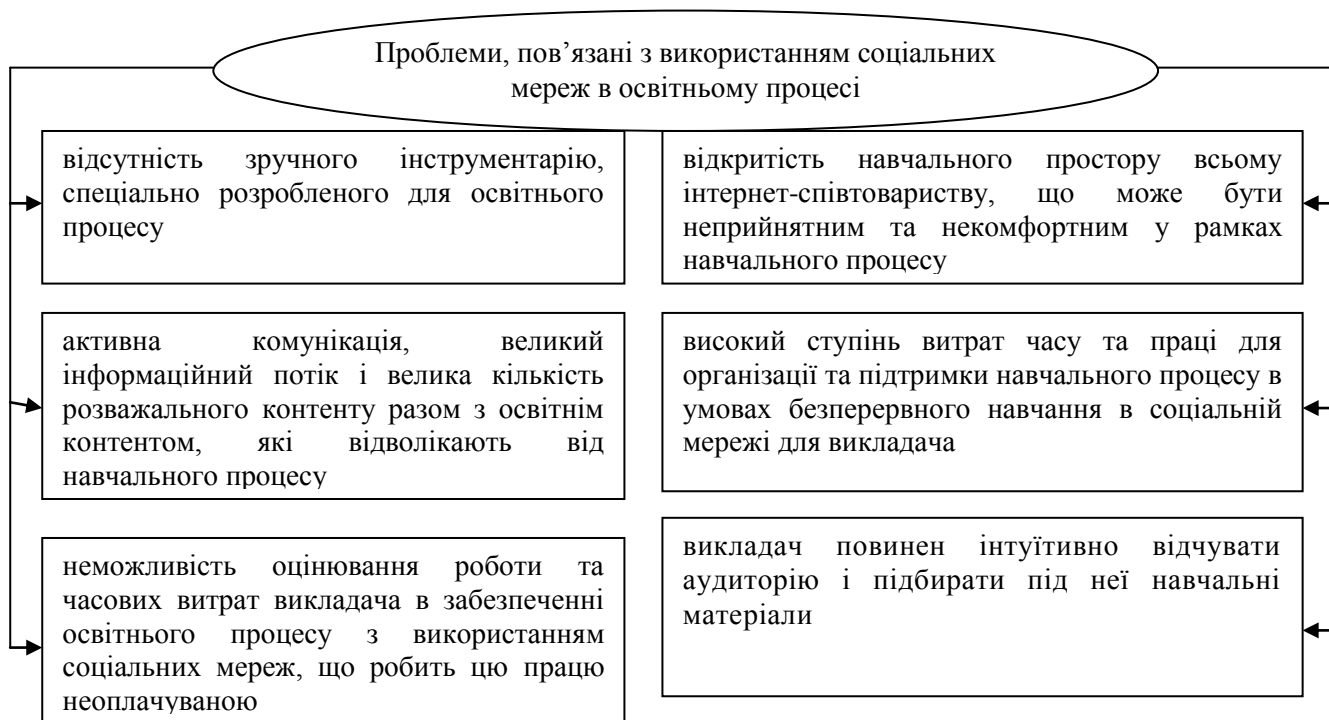 Проблеми, пов’язані з використанням соціальних
мереж в освітньому процесі
відсутність зручного інструментарію,
спеціально розробленого для освітнього
процесу
відкритість навчального простору всьому
інтернет-співтовариству, що може бути
неприйнятним та некомфортним у рамках
навчального процесу
активна комунікація, великий
інформаційний потік і велика кількість
розважального контенту разом з освітнім
контентом, які відволікають від
навчального процесу
високий ступінь витрат часу та праці для
організації та підтримки навчального процесу в
умовах безперервного навчання в соціальній
мережі для викладача
неможливість оцінювання роботи та
часових витрат викладача в забезпеченні
освітнього процесу з використанням
соціальних мереж, що робить цю працю
неоплачуваною
викладач повинен інтуїтивно відчувати
аудиторію і підбирати під неї навчальні
матеріали